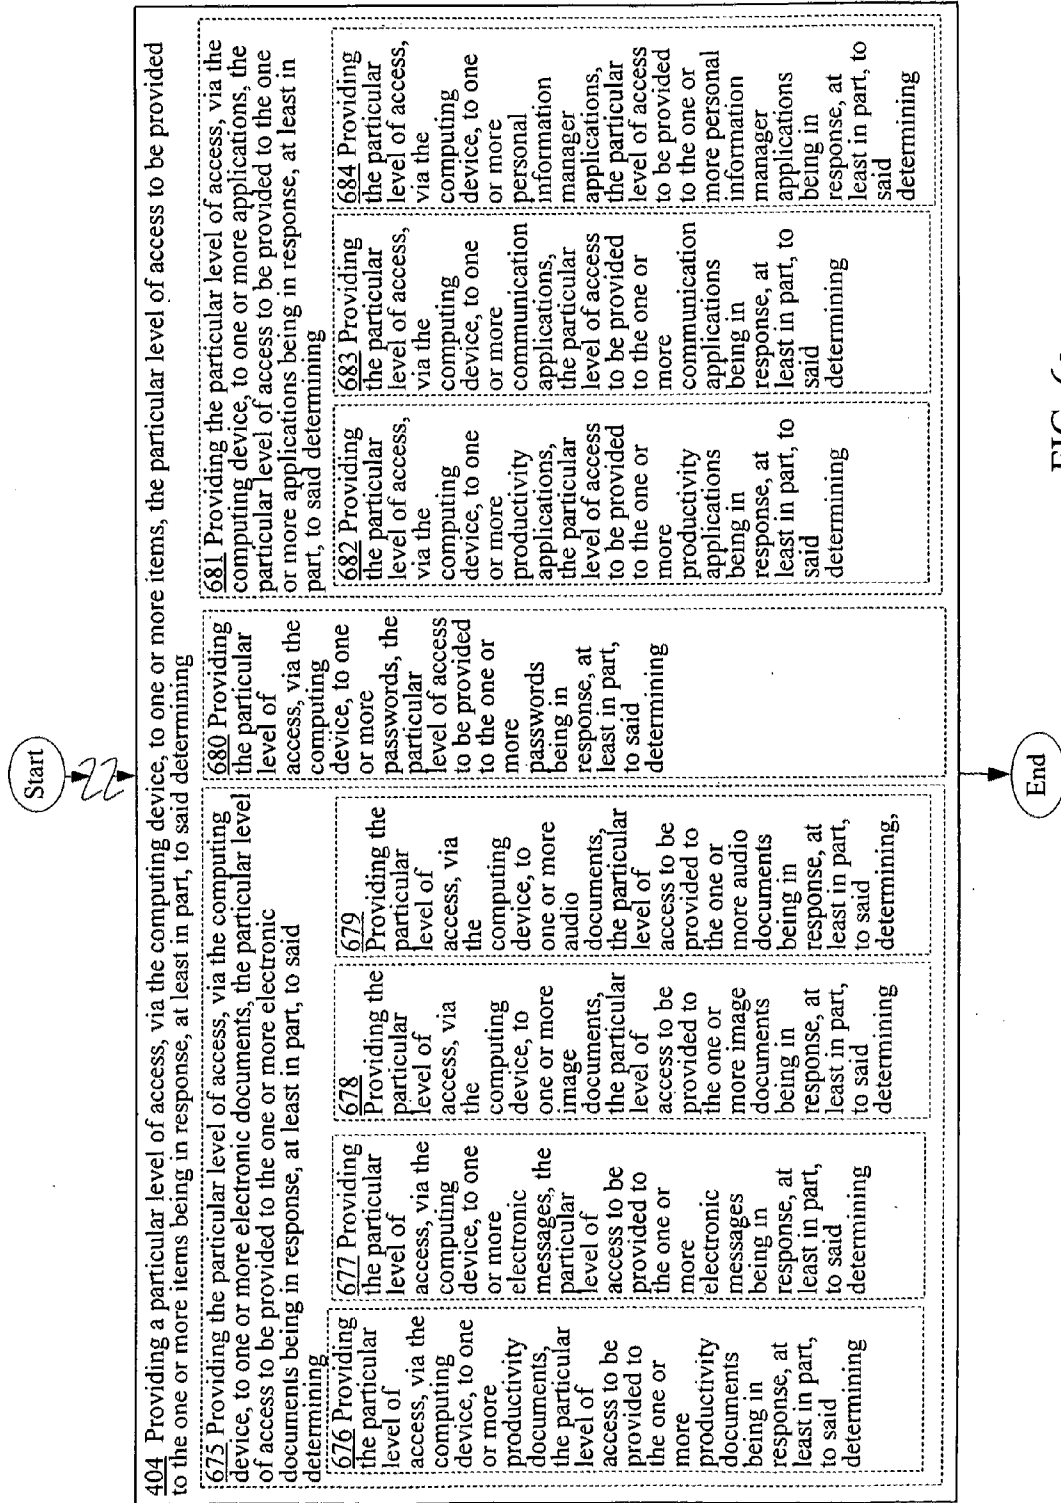 Start
404 Providing a particular level of access, via the computing device, to one or more items, the particular level of access to be provided
to the one or more items being in response, at least in part, to said determining
675 Providing the particular level of access, via the computing
device, to one or more electronic documents, the particular level
of access to be provided to the one or more electronic
documents being in response, at least in part, to said
determining
676 Providing
the particular
level of
access, via the
computing
device, to one
or more
productivity
documents,
the particular
level of
access to be
provided to
the one or
more
productivity
documents
being in
response, at
least in part,
to said
determining
677 Providing
the particular
level of
access, via the
computing
device, to one
or more
electronic
messages, the
particular
level of
access to be
provided to
the one or
more
electronic
messages
being in
response, at
least in part,
to said
determining
678
Providing the
particular
level of
access, via
the
computing
device, to
one or more
image
documents,
the particular
level of
access to be
provided to
the one or
more image
documents
being in
response, at
least in part,
to said
determining
679
Providing the
particular
level of
access, via
the
computing
device, to
one or more
audio
documents,
the particular
level of
access to be
provided to
the one or
more audio
documents
being in
response, at
least in part,
to said
determining,
680 Providing
the particular
level of
access, via the
computing
device, to one
or more
passwords, the
particular
level of access
to be provided
to the one or
more
passwords
being in
response, at
least in part,
to said
determining
681 Providing the particular level of access, via the
computing device, to one or more applications, the
particular level of access to be provided to the one
or more applications being in response, at least in
part, to said determining
682 Providing
the particular
level of access,
via the
computing
device, to one
or more
productivity
applications,
the particular
level of access
to be provided
to the one or
more
productivity
applications
being in
response, at
least in part, to
said
determining
683 Providing
the particular
level of access,
via the
computing
device, to one
or more
communication
applications,
the particular
level of access
to be provided
to the one or
more
communication
applications
being in
response, at
least in part, to
said
determining
684 Providing
the particular
level of access,
via the
computing
device, to one
or more
personal
information
manager
applications,
the particular
level of access
to be provided
to the one or
more personal
information
manager
applications
being in
response, at
least in part, to
said
determining
End
FIG.